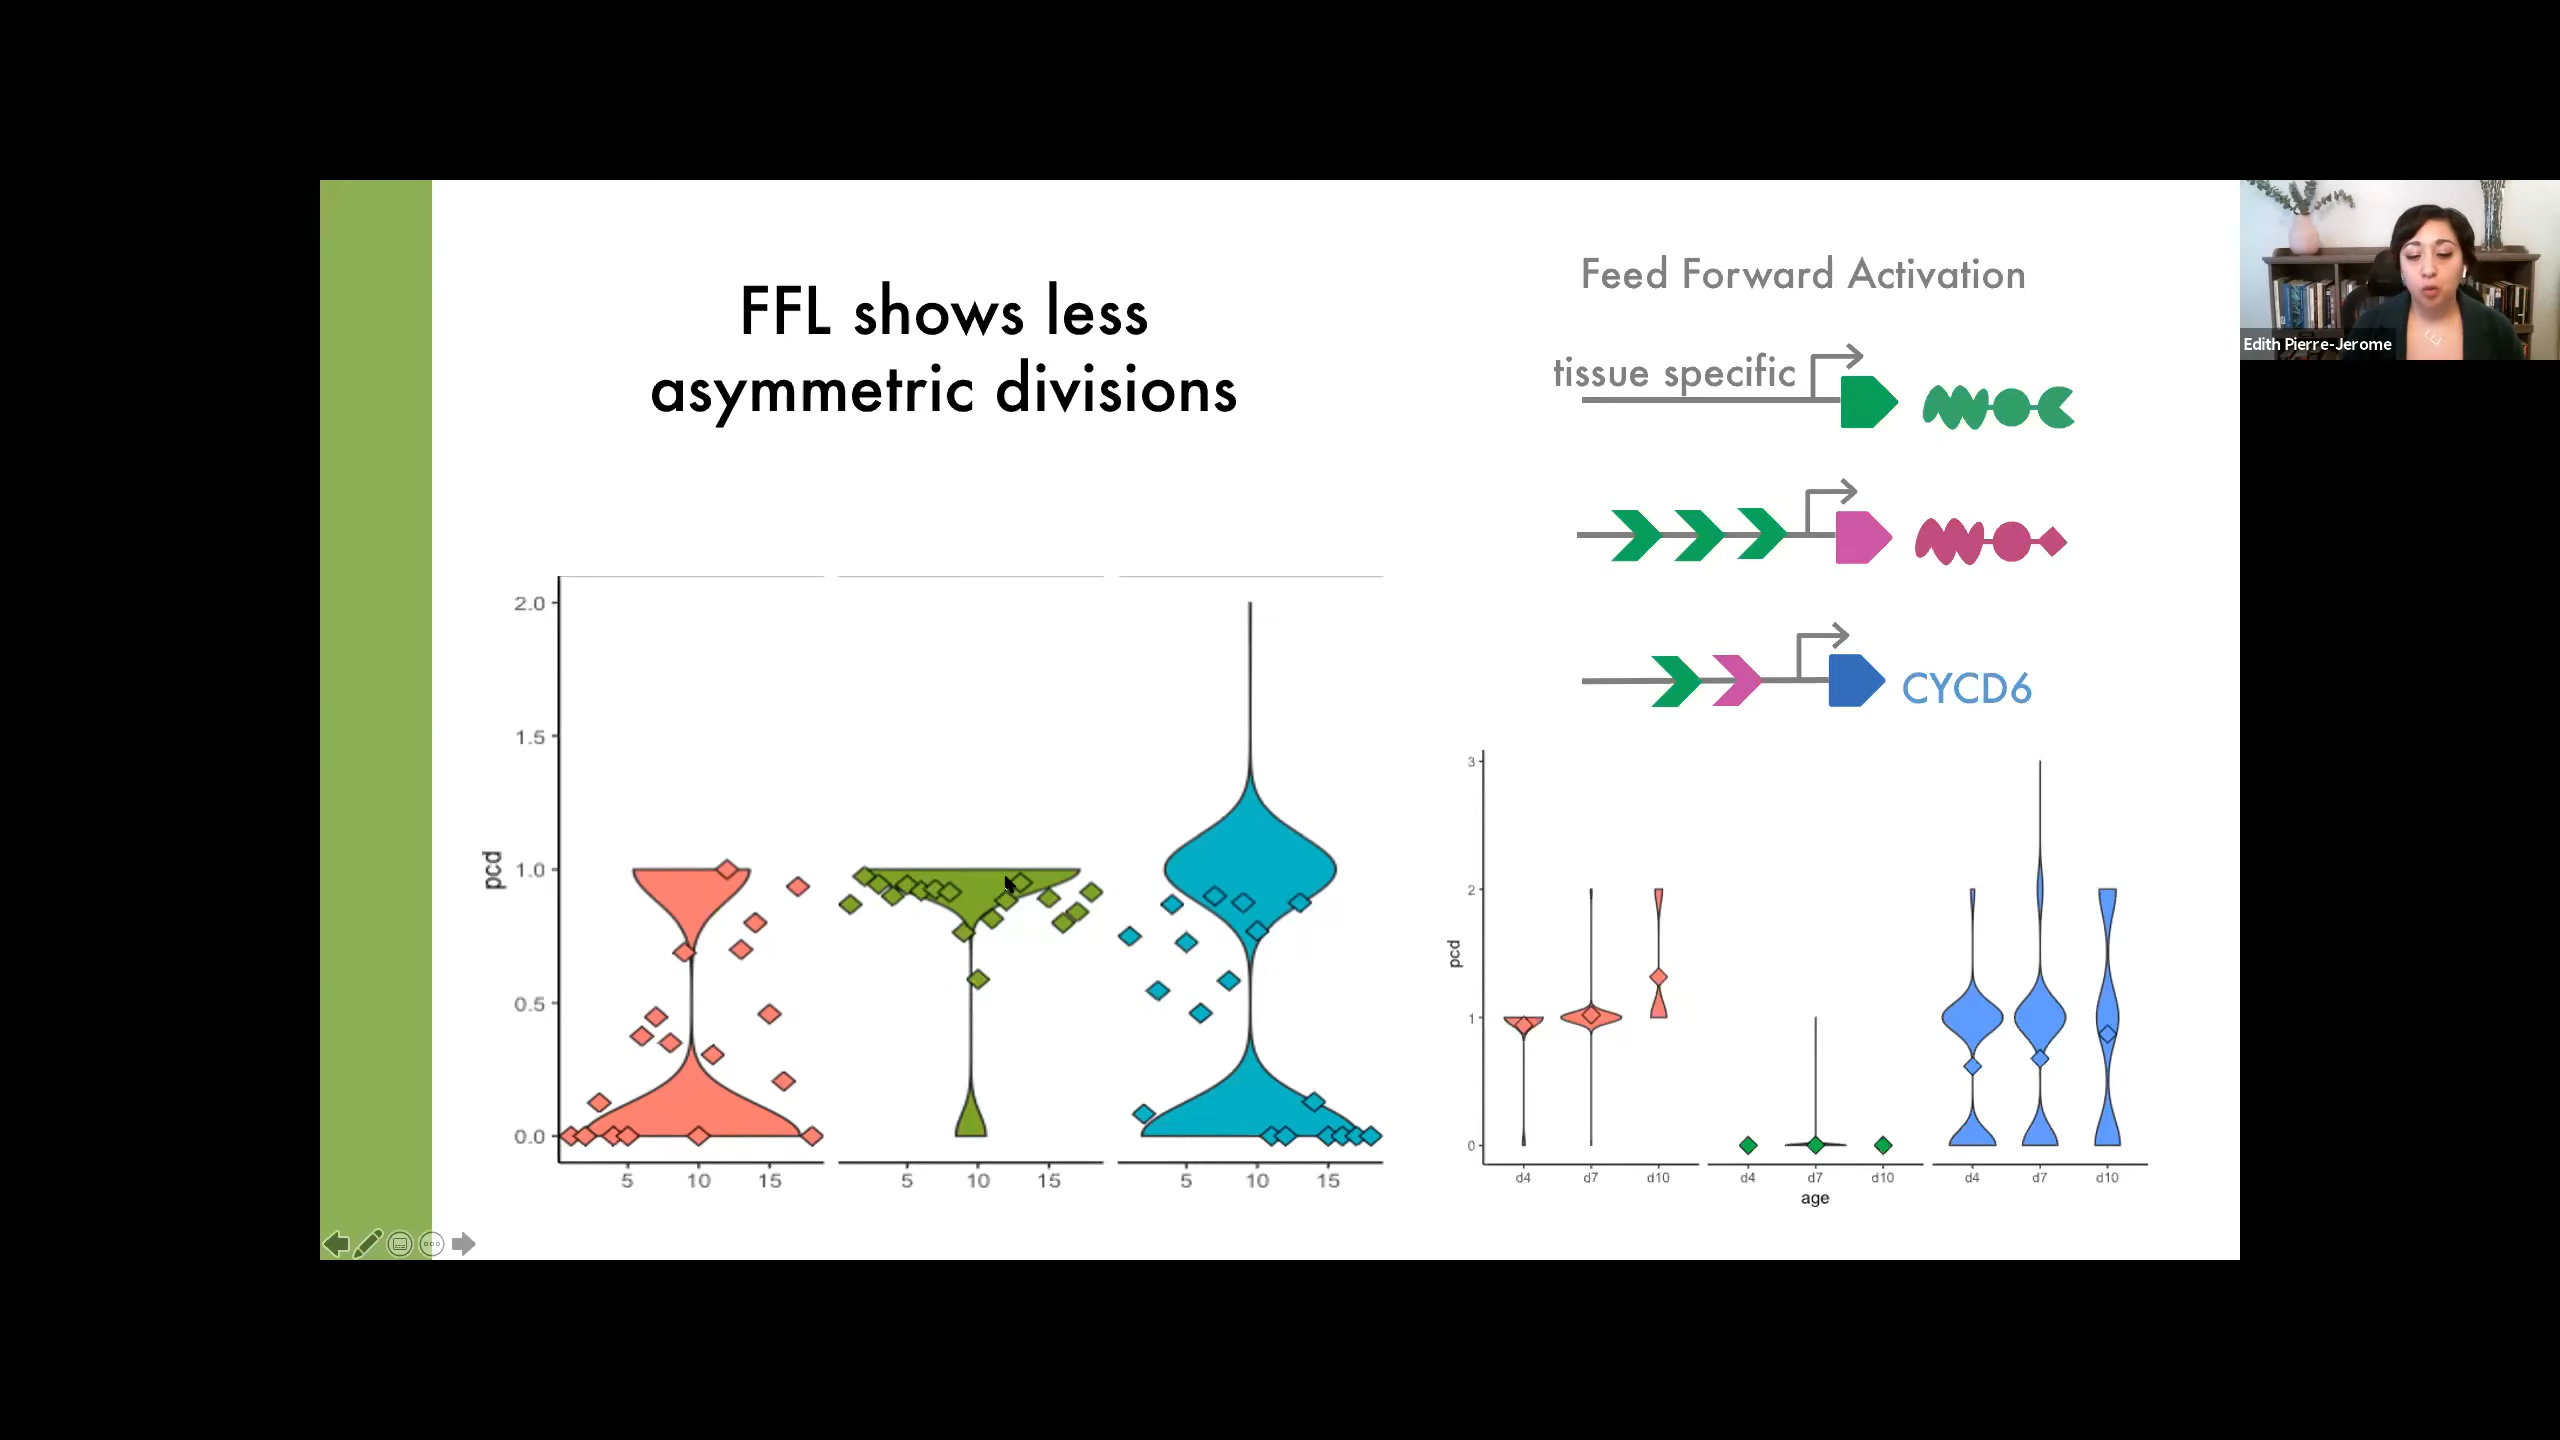 FFL shows less
asymmetric divisions
Feed Forward Activation
tissue specific
CYCD6
Edith Pierre-Jerome
2.0
1.5
1.0
0.5
0.0
pcd
5 10 15 5 10 15 5 10 15
3
2
1
0
pcd
d4 d7 d10 d4 d7 d10 d4 d7 d10
age